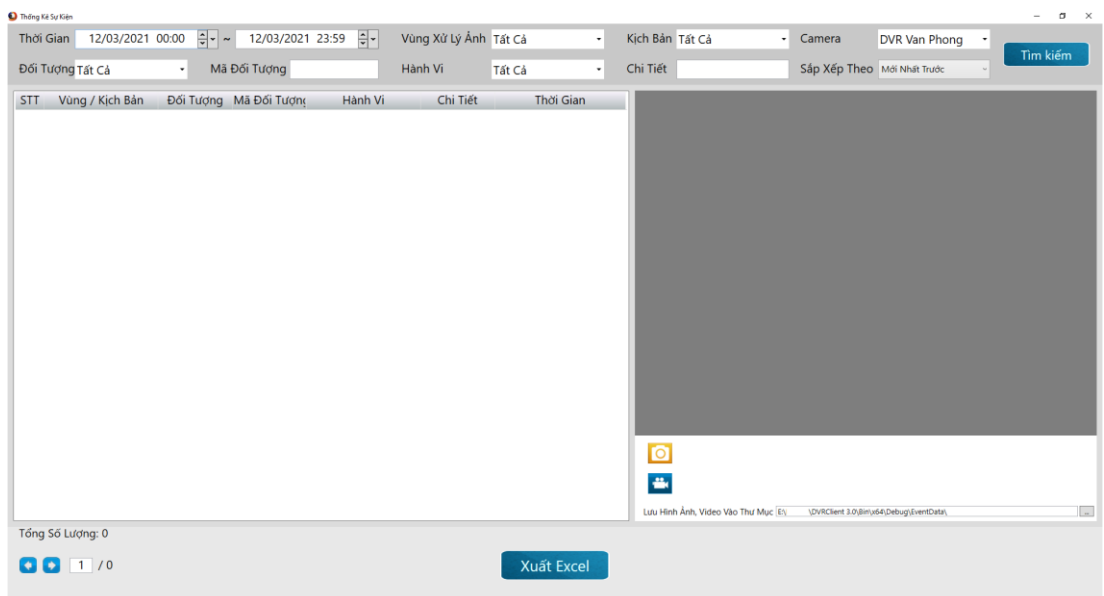 Thống Kê Sự Kiện
Thời Gian 12/03/2021 00:00 ~ 12/03/2021 23:59 Vùng Xử Lý Ảnh Tất Cả Kịch Bản Tất Cả Camera DVR Van Phong Tìm kiếm
Đối Tượng Tất Cả Mã Đối Tượng Hành Vi Tất Cả Chi Tiết Sắp Xếp Theo Mới Nhất Trước
STT Vùng / Kịch Bản Đối Tượng Mã Đối Tượng Hành Vi Chi Tiết Thời Gian
Lưu Hình Ảnh, Video Vào Thư Mục E:\ \DVRClient 3.0\Bin\x64\Debug\EventData\ ...
Tổng Số Lượng: 0
1 / 0 Xuất Excel